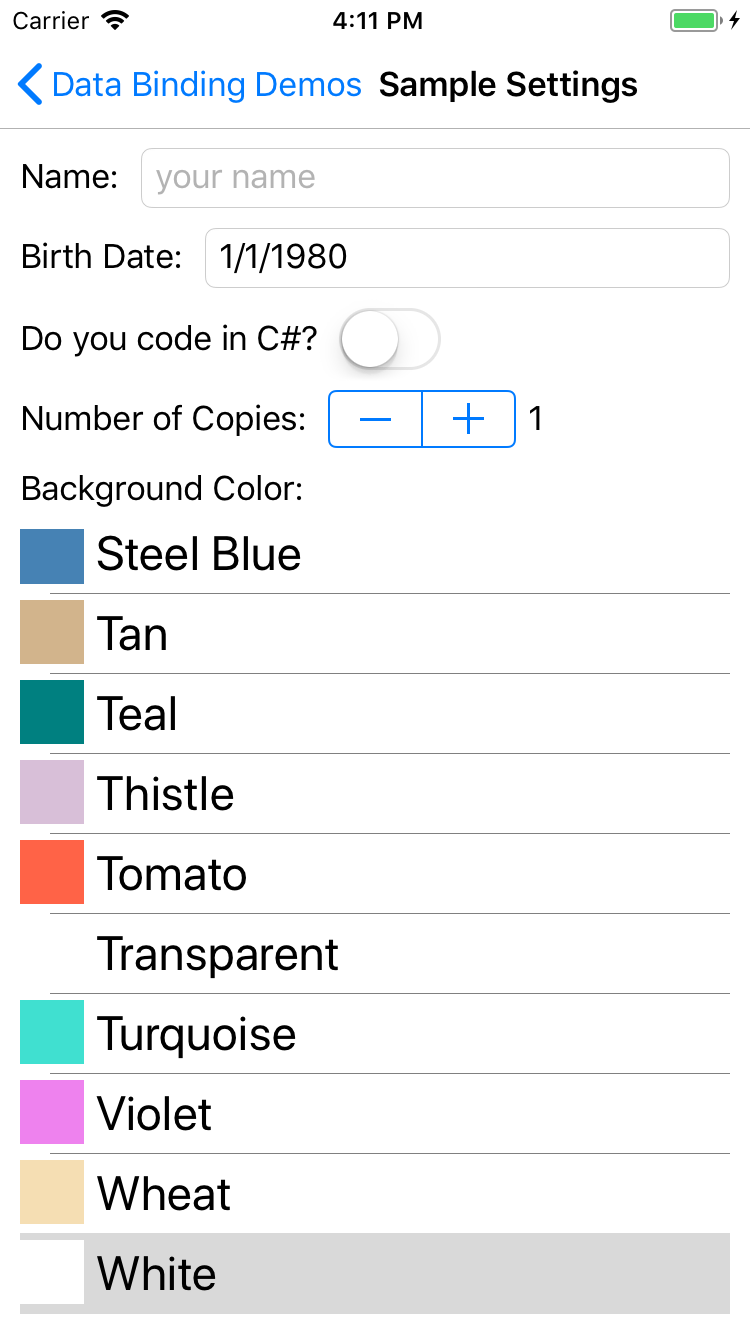 Carrier 4:11 PM
Data Binding Demos Sample Settings
Name: your name
Birth Date: 1/1/1980
Do you code in C#?
Number of Copies: − + 1
Background Color:
Steel Blue
Tan
Teal
Thistle
Tomato
Transparent
Turquoise
Violet
Wheat
White